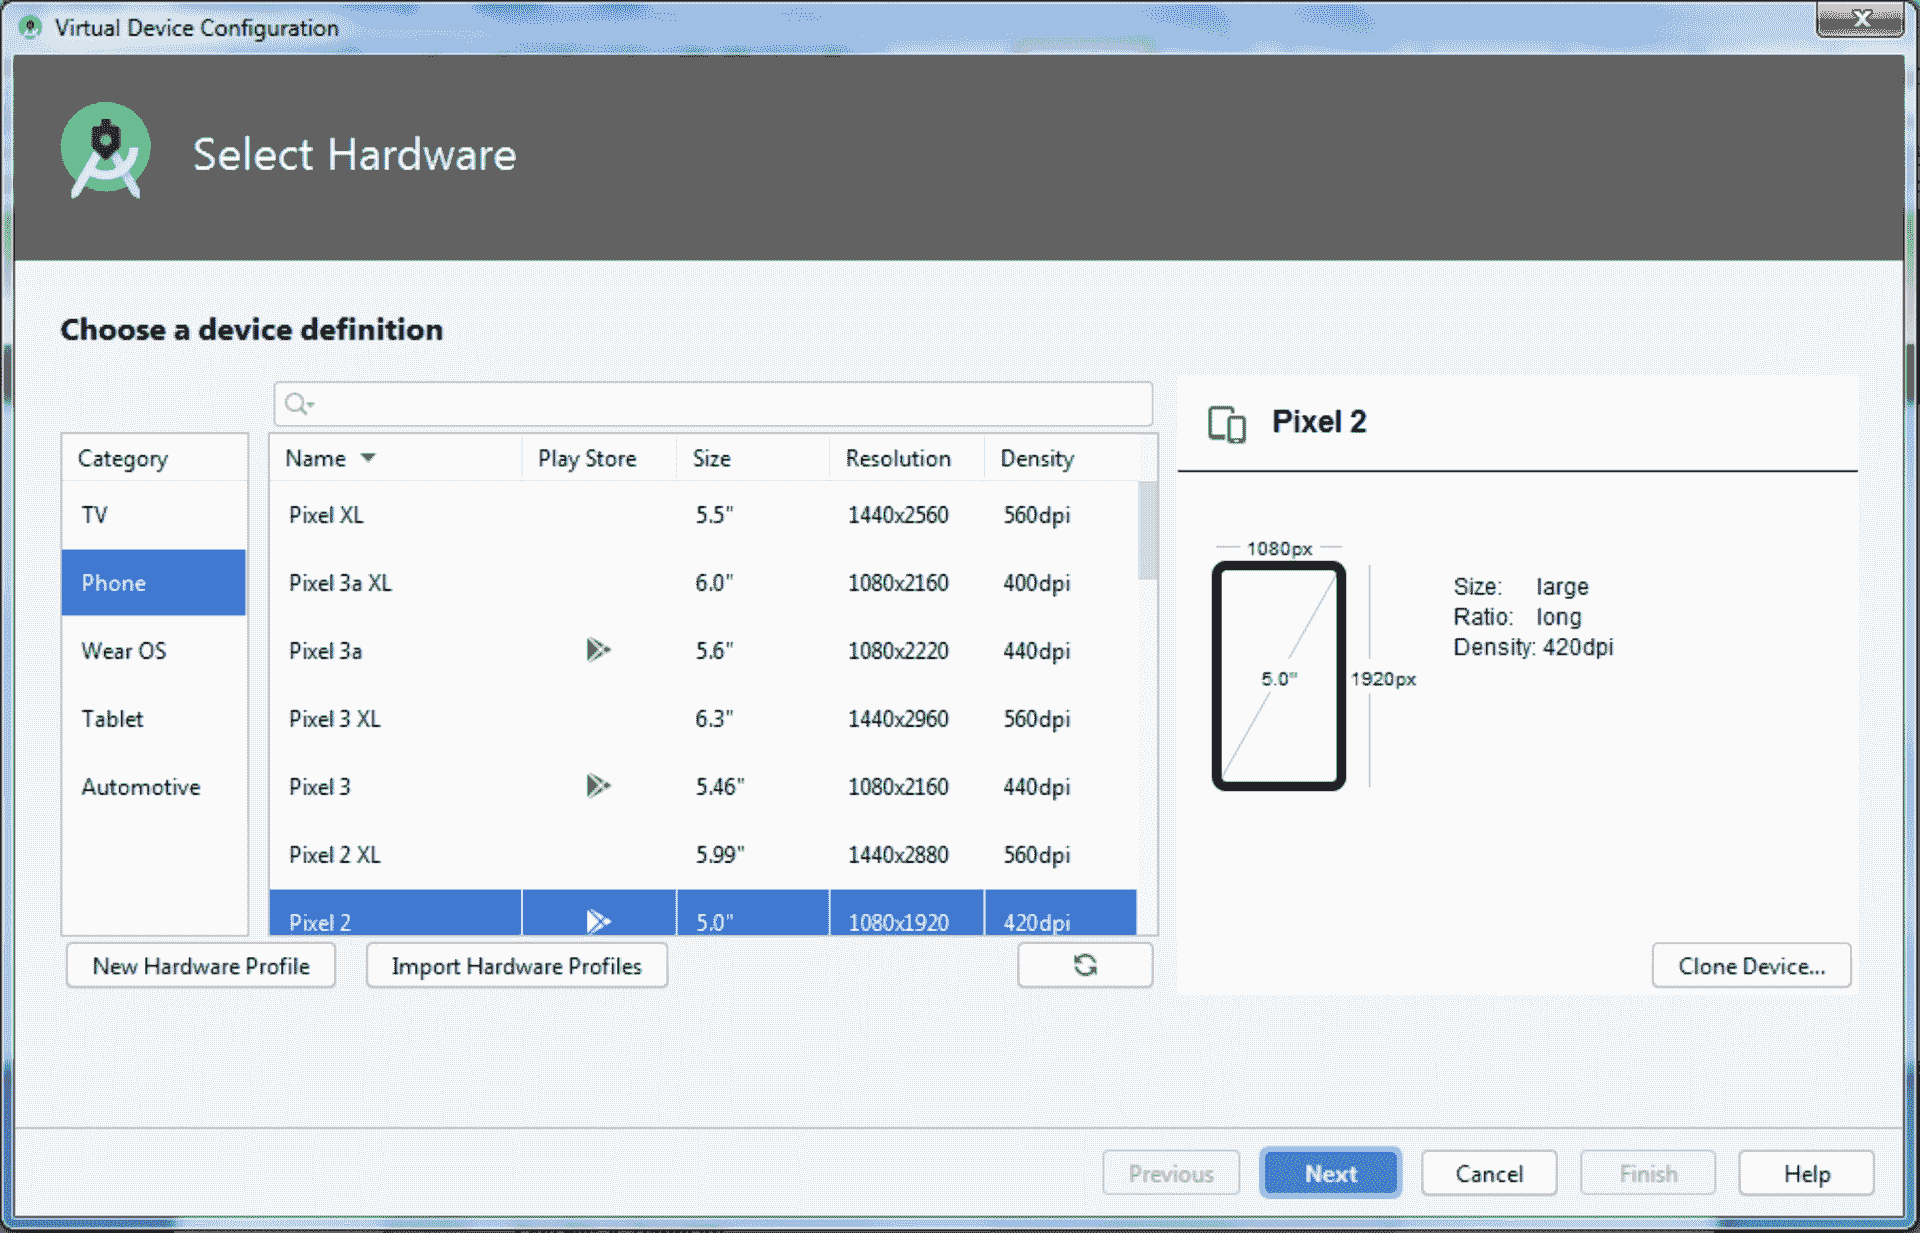 Virtual Device Configuration
X
Select Hardware
Choose a device definition
Category
TV
Phone
Wear OS
Tablet
Automotive
Name Play Store Size Resolution Density
Pixel XL 5.5" 1440x2560 560dpi
Pixel 3a XL 6.0" 1080x2160 400dpi
Pixel 3a 5.6" 1080x2220 440dpi
Pixel 3 XL 6.3" 1440x2960 560dpi
Pixel 3 5.46" 1080x2160 440dpi
Pixel 2 XL 5.99" 1440x2880 560dpi
Pixel 2 5.0" 1080x1920 420dpi
New Hardware Profile Import Hardware Profiles
Pixel 2
1080px
5.0"
1920px
Size: large
Ratio: long
Density: 420dpi
Clone Device...
Previous Next Cancel Finish Help